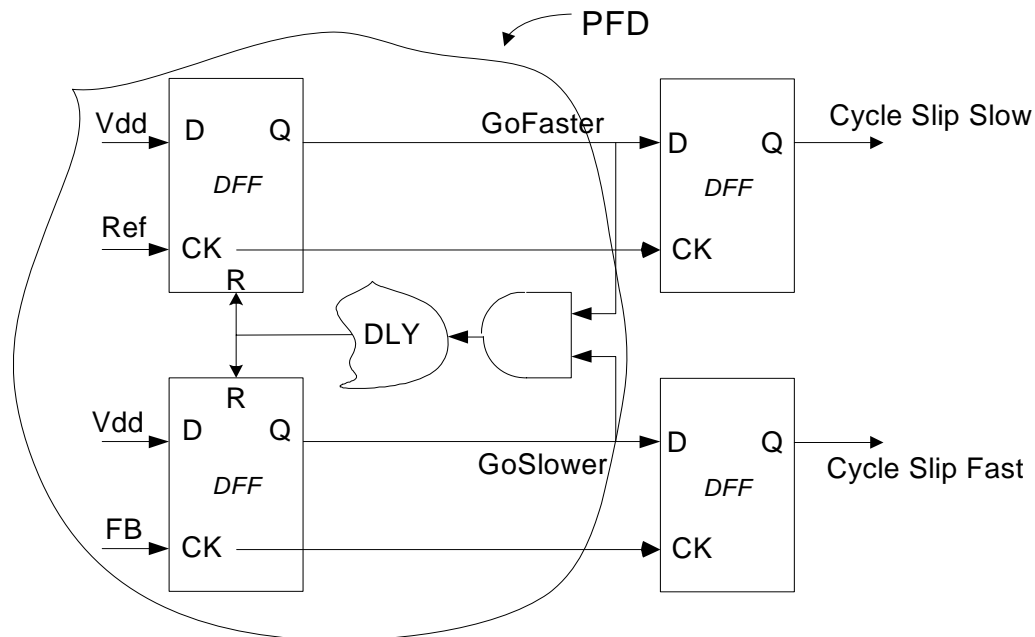 PFD
Vdd
D
Q
GoFaster
D
Q
Cycle Slip Slow
DFF
DFF
Ref
CK
CK
R
DLY
R
Vdd
D
Q
D
Q
GoSlower
Cycle Slip Fast
DFF
DFF
FB
CK
CK